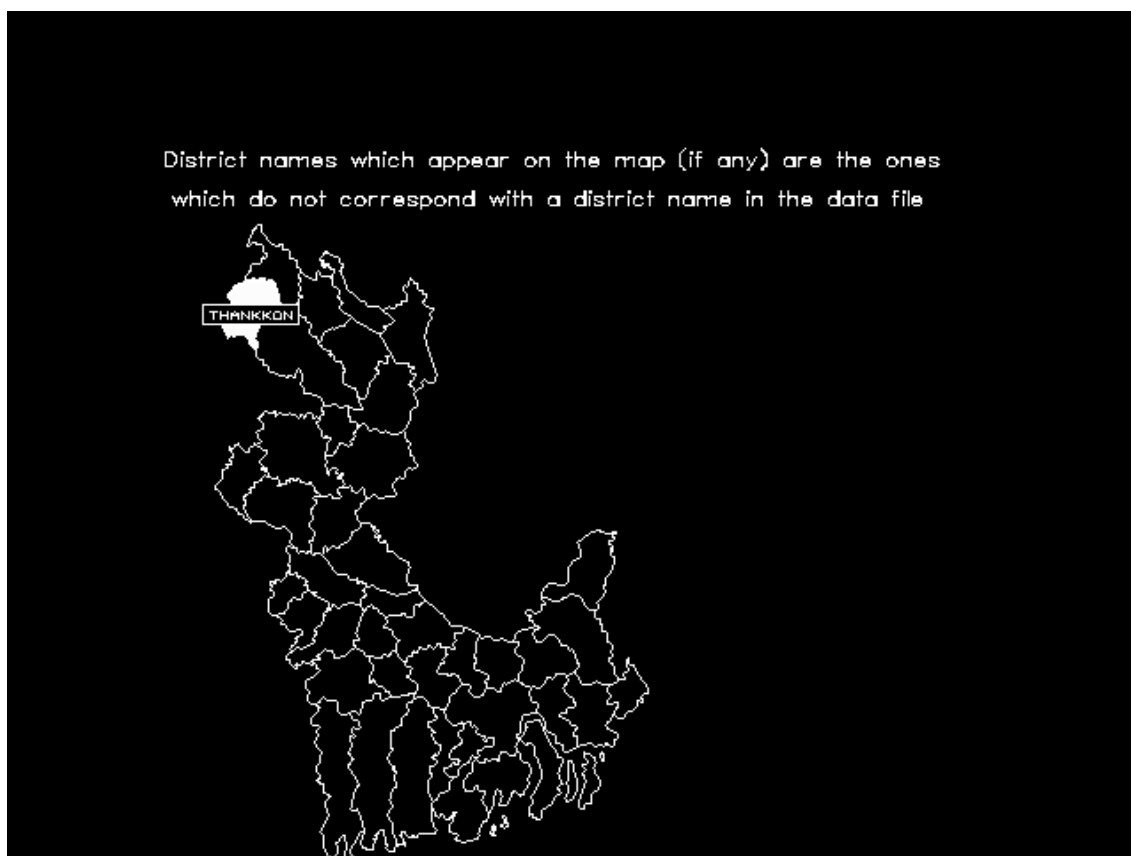 District names which appear on the map (if any) are the ones
which do not correspond with a district name in the data file
THANKKON